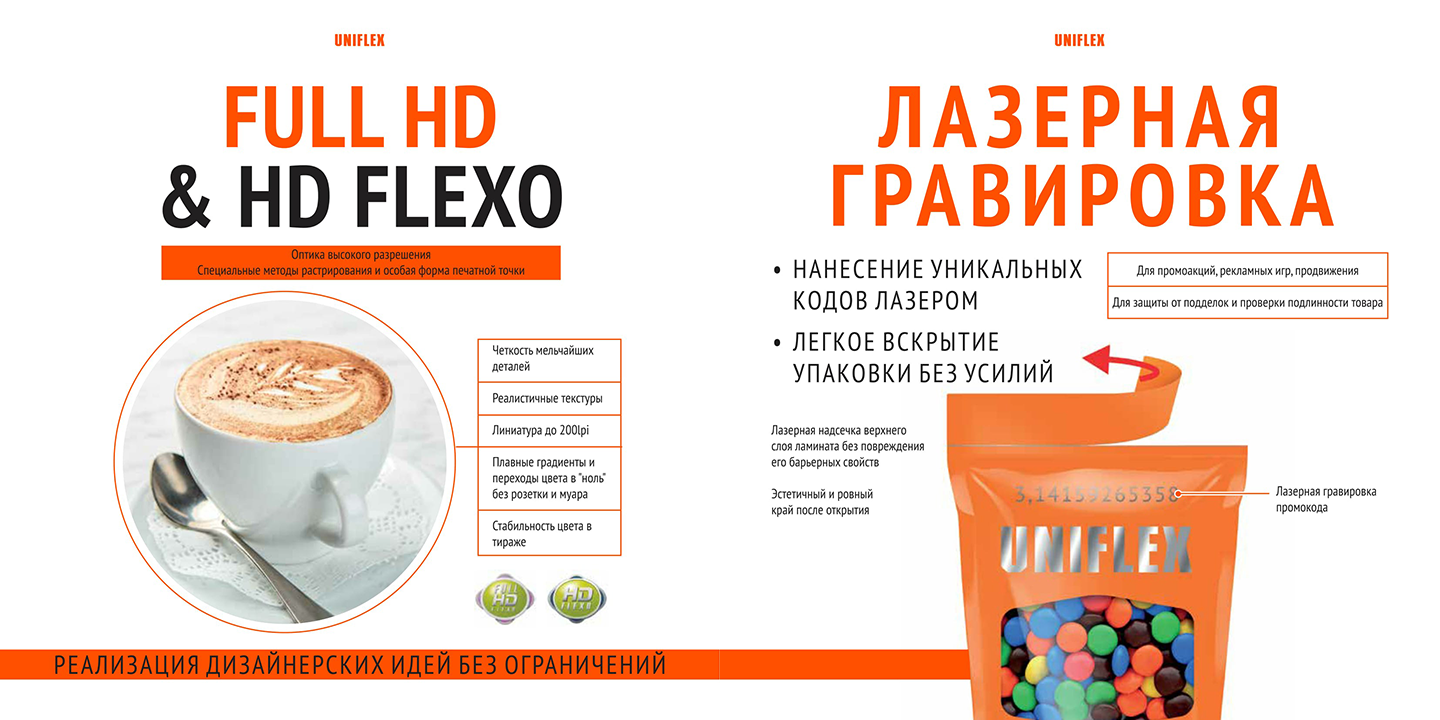 UNIFLEX
FULL HD
& HD FLEXO
Оптика высокого разрешения
Специальные методы растрирования и особая форма печатной точки
Четкость мельчайших
деталей
Реалистичные текстуры
Линиатура до 200lpi
Плавные градиенты и
переходы цвета в "ноль"
без розетки и муара
Стабильность цвета в
тираже
FULL
HD
FLEXO
HD
FLEXO
РЕАЛИЗАЦИЯ ДИЗАЙНЕРСКИХ ИДЕЙ БЕЗ ОГРАНИЧЕНИЙ
UNIFLEX
ЛАЗЕРНАЯ
ГРАВИРОВКА
• НАНЕСЕНИЕ УНИКАЛЬНЫХ
КОДОВ ЛАЗЕРОМ
Для промоакций, рекламных игр, продвижения
Для защиты от подделок и проверки подлинности товара
• ЛЕГКОЕ ВСКРЫТИЕ
УПАКОВКИ БЕЗ УСИЛИЙ
Лазерная надсечка верхнего
слоя ламината без повреждения
его барьерных свойств
Эстетичный и ровный
край после открытия
3,14159265358
Лазерная гравировка
промокода
UNIFLEX